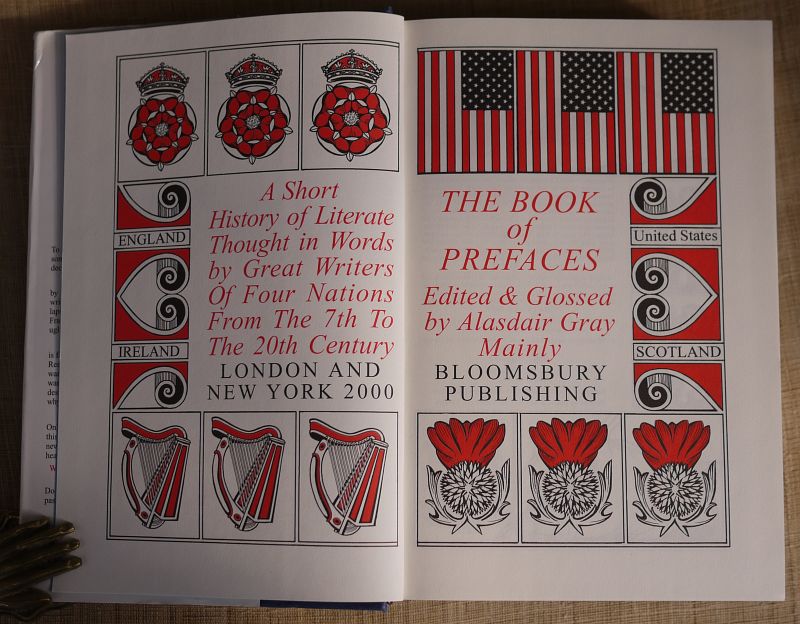 A Short
History of Literate
Thought in Words
by Great Writers
Of Four Nations
From The 7th To
The 20th Century
LONDON AND
NEW YORK 2000
ENGLAND
IRELAND
THE BOOK
of
PREFACES
Edited & Glossed
by Alasdair Gray
Mainly
BLOOMSBURY
PUBLISHING
United States
SCOTLAND